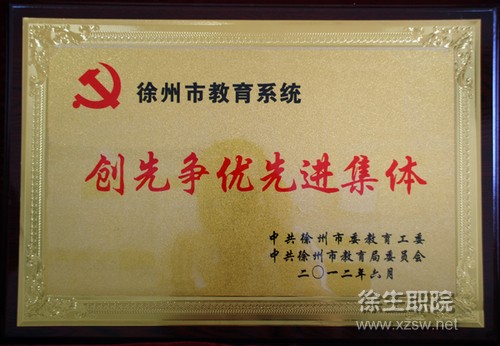 徐州市教育系统
创先争优先进集体
中共徐州市委教育工委
中共徐州市教育局委员会
二〇一二年六月
徐生职院
www.xzsw.net